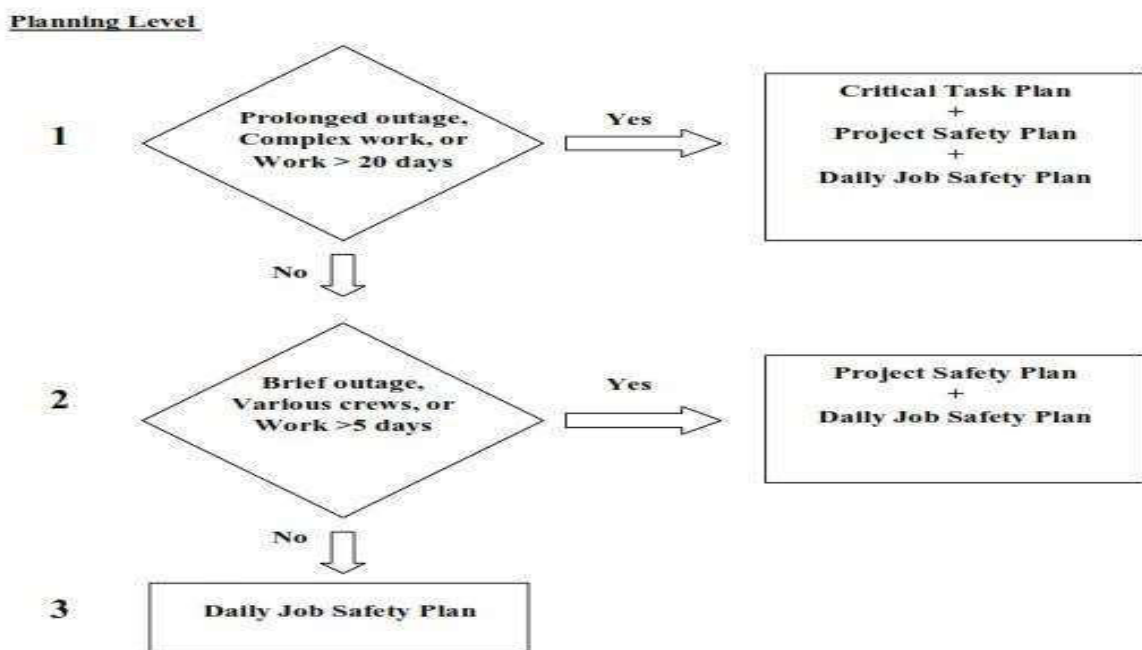 Planning Level
1
Prolonged outage,
Complex work, or
Work > 20 days
Yes
Critical Task Plan
+
Project Safety Plan
+
Daily Job Safety Plan
No
2
Brief outage,
Various crews, or
Work >5 days
Yes
Project Safety Plan
+
Daily Job Safety Plan
No
3
Daily Job Safety Plan